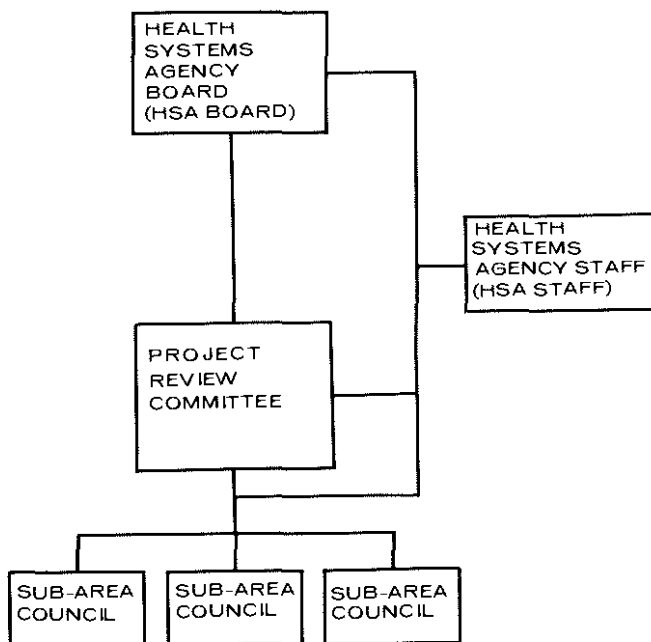 HEALTH
SYSTEMS
AGENCY
BOARD
(HSA BOARD)
HEALTH
SYSTEMS
AGENCY STAFF
(HSA STAFF)
PROJECT
REVIEW
COMMITTEE
SUB-AREA
COUNCIL
SUB-AREA
COUNCIL
SUB-AREA
COUNCIL